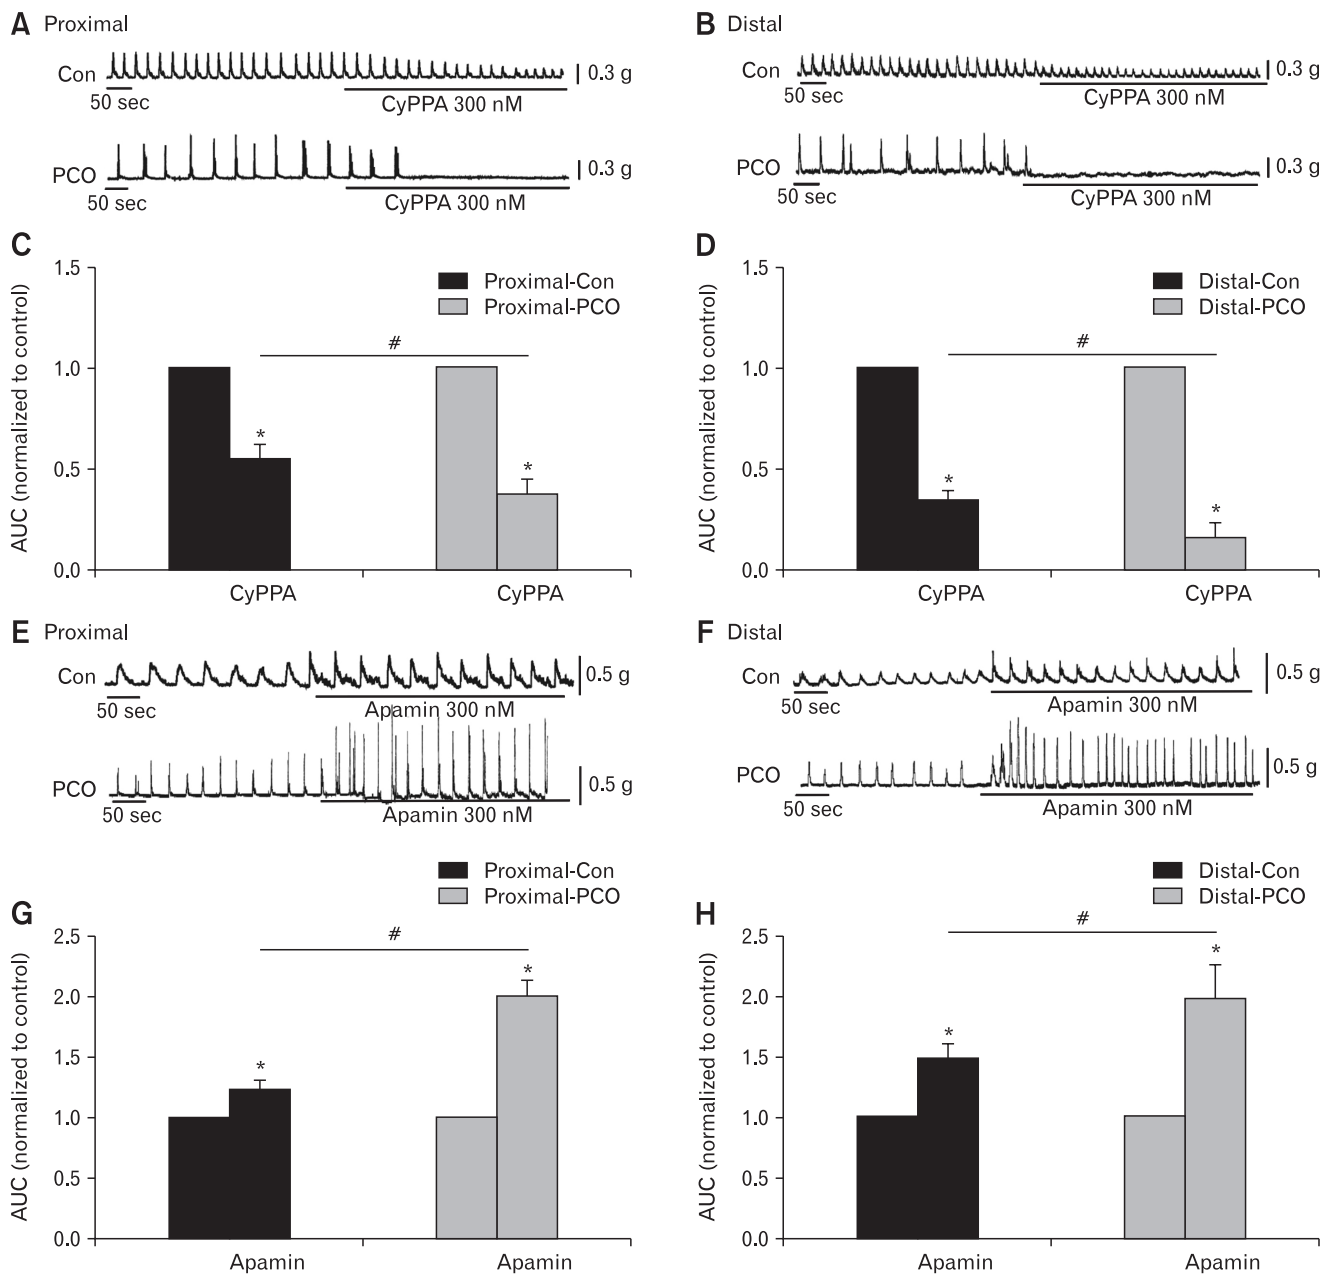 A Proximal
Con
0.3 g
50 sec
CyPPA 300 nM
PCO
0.3 g
50 sec
CyPPA 300 nM
B Distal
Con
0.3 g
50 sec
CyPPA 300 nM
PCO
0.3 g
50 sec
CyPPA 300 nM
C
AUC (normalized to control)
1.5
1.0
0.5
0.0
Proximal-Con
Proximal-PCO
#
*
*
CyPPA
CyPPA
D
AUC (normalized to control)
1.5
1.0
0.5
0.0
Distal-Con
Distal-PCO
#
*
*
CyPPA
CyPPA
E Proximal
Con
0.5 g
50 sec
Apamin 300 nM
PCO
0.5 g
50 sec
Apamin 300 nM
F Distal
Con
0.5 g
50 sec
Apamin 300 nM
PCO
0.5 g
50 sec
Apamin 300 nM
G
AUC (normalized to control)
2.5
2.0
1.5
1.0
0.5
0.0
Proximal-Con
Proximal-PCO
#
*
*
Apamin
Apamin
H
AUC (normalized to control)
2.5
2.0
1.5
1.0
0.5
0.0
Distal-Con
Distal-PCO
#
*
*
Apamin
Apamin